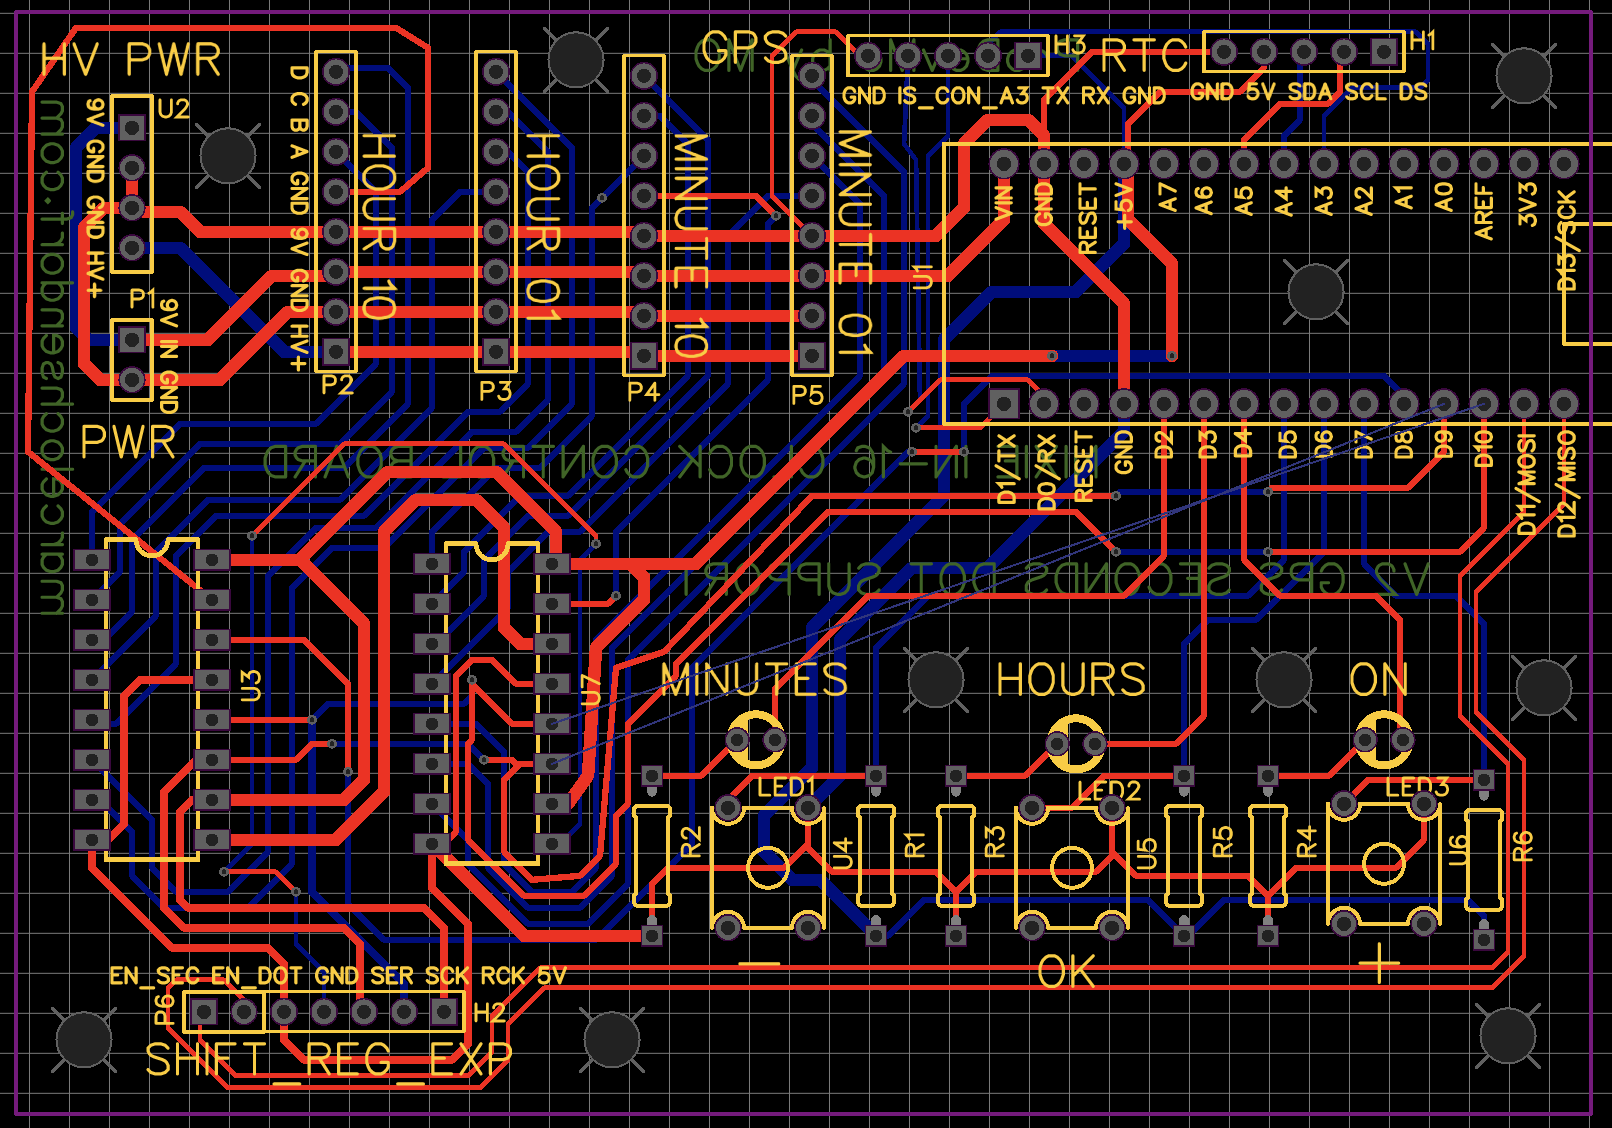 HV PWR
GPS
H3
RTC
H1
GND IS_CON_A3 TX RX GND
GND 5V SDA SCL DS
U2
9V GND GND HV+
D C B A GND 9V GND HV+
HOUR 10
HOUR 01
MINUTE 10
MINUTE 01
U1
VIN
GND
RESET
+5V
A7
A6
A5
A4
A3
A2
A1
A0
AREF
3V3
D13/SCK
P1
9V IN GND
PWR
P2
P3
P4
P5
D1/TX
D0/RX
RESET
GND
D2
D3
D4
D5
D6
D7
D8
D9
D10
D11/MOSI
D12/MISO
marcelochsendorf.com
NIXIE IN-16 CLOCK CONTROL BOARD
V2 GPS SECONDS DOT SUPPORT
U3
U7
MINUTES
HOURS
ON
LED1
LED2
LED3
R2
U4
R1
R3
U5
R5
R4
U6
R6
OK
EN_SEC EN_DOT GND SER SCK RCK 5V
P6
H2
SHIFT_REG_EXP